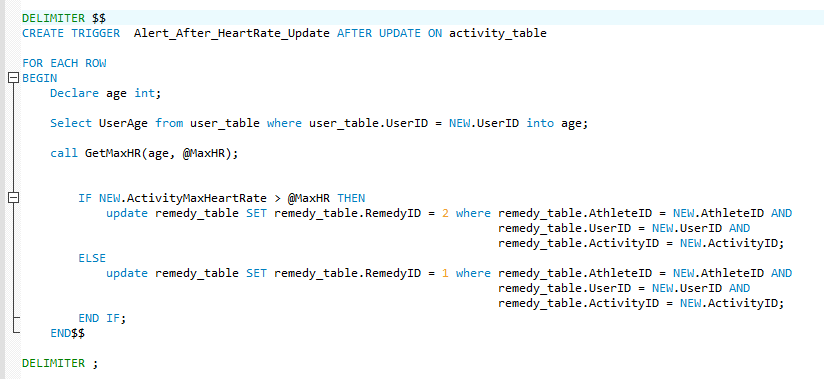 DELIMITER $$
CREATE TRIGGER  Alert_After_HeartRate_Update AFTER UPDATE ON activity_table
FOR EACH ROW
BEGIN
Declare age int;
Select UserAge from user_table where user_table.UserID = NEW.UserID into age;
call GetMaxHR(age, @MaxHR);
IF NEW.ActivityMaxHeartRate > @MaxHR THEN
update remedy_table SET remedy_table.RemedyID = 2 where remedy_table.AthleteID = NEW.AthleteID AND
remedy_table.UserID = NEW.UserID AND
remedy_table.ActivityID = NEW.ActivityID;
ELSE
update remedy_table SET remedy_table.RemedyID = 1 where remedy_table.AthleteID = NEW.AthleteID AND
remedy_table.UserID = NEW.UserID AND
remedy_table.ActivityID = NEW.ActivityID;
END IF;
END$$
DELIMITER ;